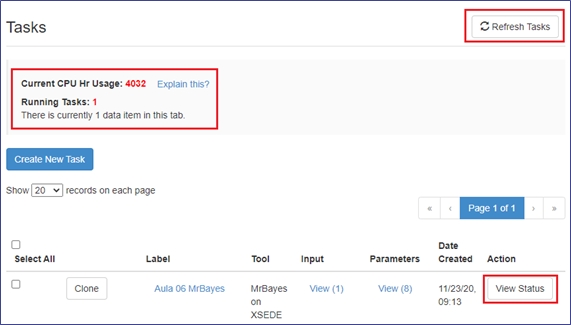 Tasks
Refresh Tasks
Current CPU Hr Usage: 4032 Explain this?
Running Tasks: 1
There is currently 1 data item in this tab.
Create New Task
Show 20 records on each page
« ‹ Page 1 of 1 › »
Select All Label Tool Input Parameters Date Created Action
Clone Aula 06 MrBayes MrBayes on XSEDE View (1) View (8) 11/23/20, 09:13 View Status